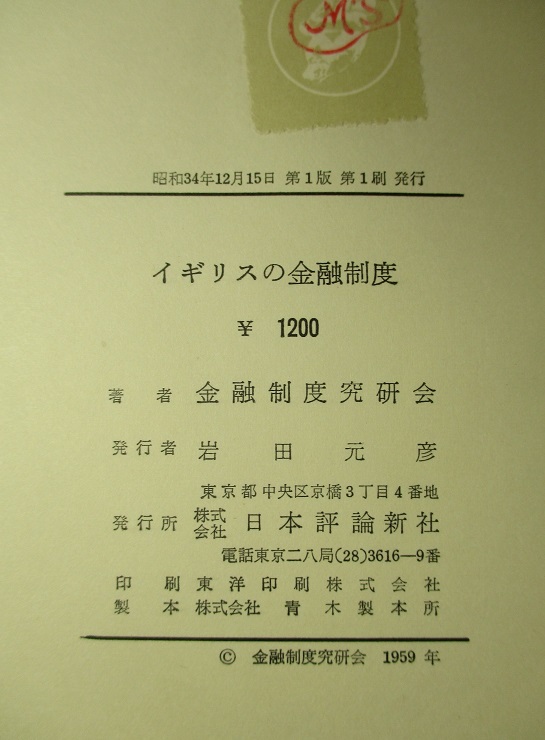 M'S
昭和34年12月15日 第1版 第1刷 発行
イギリスの金融制度
¥ 1200
著者 金融制度究研会
発行者 岩田元彦
東京都中央区京橋3丁目4番地
発行所 株式会社 日本評論新社
電話東京二八局(28)3616—9番
印刷 東洋印刷株式会社
製本 株式会社 青木製本所
© 金融制度究研会 1959 年